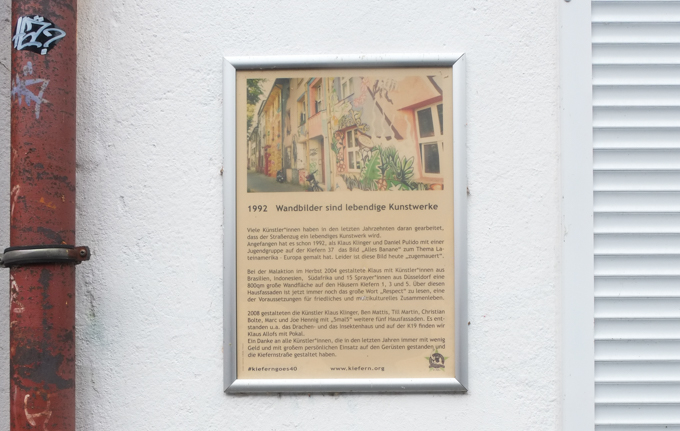 1992 Wandbilder sind lebendige Kunstwerke
Viele Künstler*innen haben in den letzten Jahrzehnten daran gearbeitet,
dass der Straßenzug ein lebendiges Kunstwerk wird.
Angefangen hat es schon 1992, als Klaus Klinger und Daniel Pulido mit einer
Jugendgruppe auf der Kiefern 37 das Bild „Alles Banane“ zum Thema La-
teinamerika - Europa gemalt hat. Leider ist diese Bild heute „zugemauert“.
Bei der Malaktion im Herbst 2004 gestaltete Klaus mit Künstler*innen aus
Brasilien, Indonesien, Südafrika und 15 Sprayer*innen aus Düsseldorf eine
800qm große Wandfläche auf den Häusern Kiefern 1, 3 und 5. Über diesen
Hausfassaden ist jetzt immer noch das große Wort „Respect“ zu lesen, eine
der Voraussetzungen für friedliches und multikulturelles Zusammenleben.
2008 gestalteten die Künstler Klaus Klinger, Ben Mattis, Till Martin, Christian
Bolte, Marc und Joe Hennig mit „SmalS“ weitere fünf Hausfassaden. Es ent-
standen u.a. das Drachen- und das Insektenhaus und auf der K19 finden wir
Klaus Allofs mit Pokal.
Ein Danke an alle Künstler*innen, die in den letzten Jahren immer mit wenig
Geld und mit großem persönlichen Einsatz auf den Gerüsten gestanden und
die Kiefernstraße gestaltet haben.
#kieferngoes40 www.kiefern.org